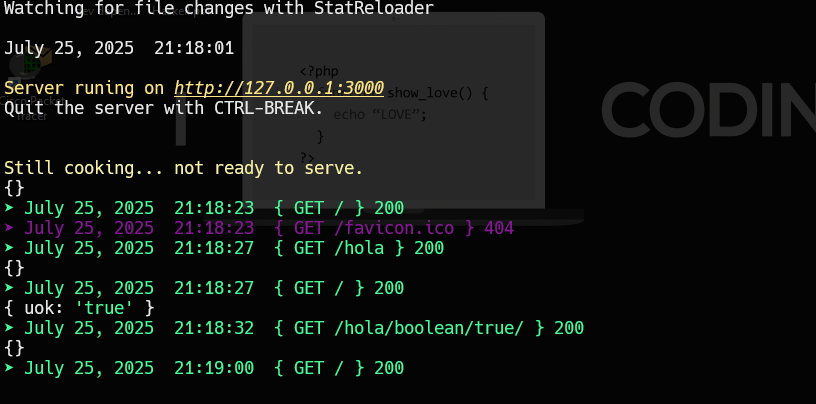 Watching for file changes with StatReloader
July 25, 2025  21:18:01
Server runing on http://127.0.0.1:3000
Quit the server with CTRL-BREAK.
Still cooking... not ready to serve.
{}
➤ July 25, 2025  21:18:23  { GET / } 200
➤ July 25, 2025  21:18:23  { GET /favicon.ico } 404
➤ July 25, 2025  21:18:27  { GET /hola } 200
{}
➤ July 25, 2025  21:18:27  { GET / } 200
{ uok: 'true' }
➤ July 25, 2025  21:18:32  { GET /hola/boolean/true/ } 200
{}
➤ July 25, 2025  21:19:00  { GET / } 200
<?php
show_love() {
echo “LOVE”;
}
?>
CODIN
Tracer